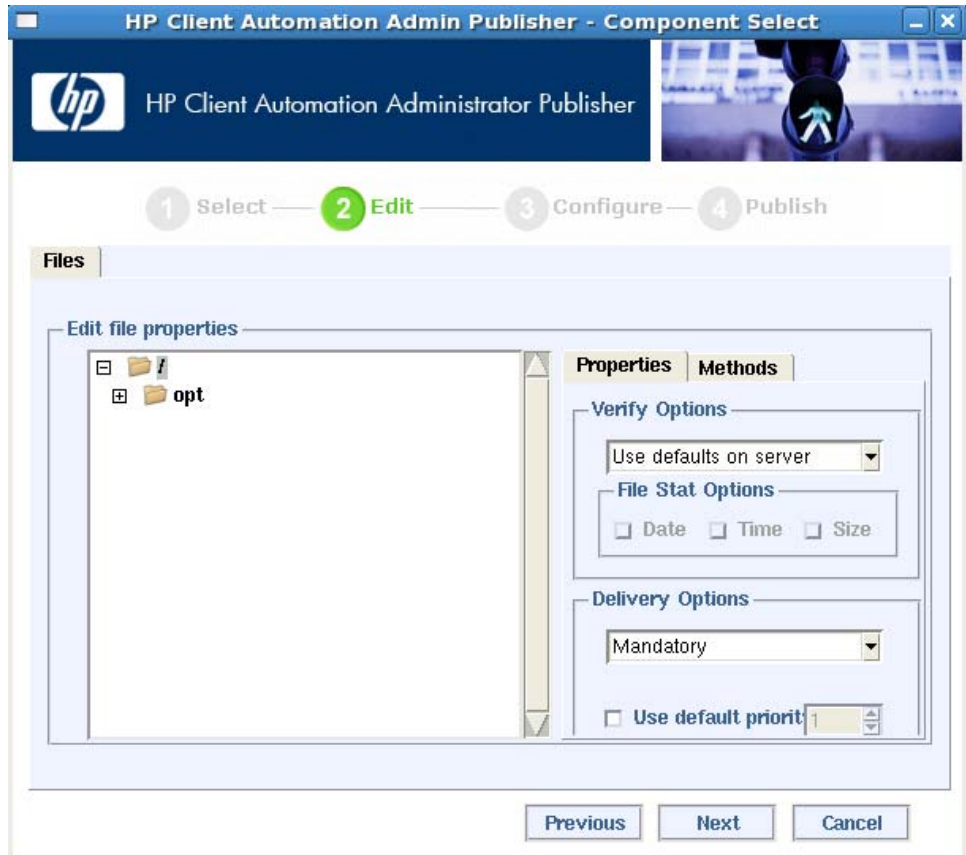 HP Client Automation Admin Publisher - Component Select
hp
HP Client Automation Administrator Publisher
1 Select 2 Edit 3 Configure 4 Publish
Files
Edit file properties
/
opt
Properties Methods
Verify Options
Use defaults on server
File Stat Options
Date Time Size
Delivery Options
Mandatory
Use default priorit 1
Previous Next Cancel